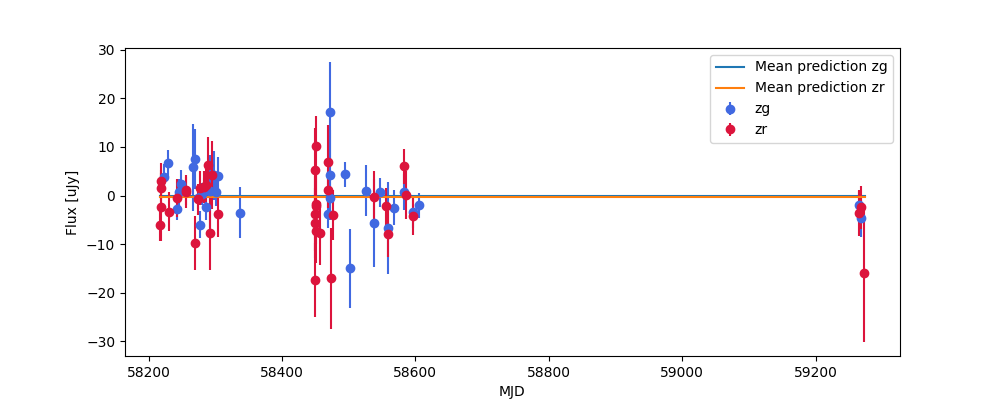 30
20
10
0
−10
−20
−30
Flux [uJy]
58200
58400
58600
58800
59000
59200
MJD
Mean prediction zg
Mean prediction zr
zg
zr